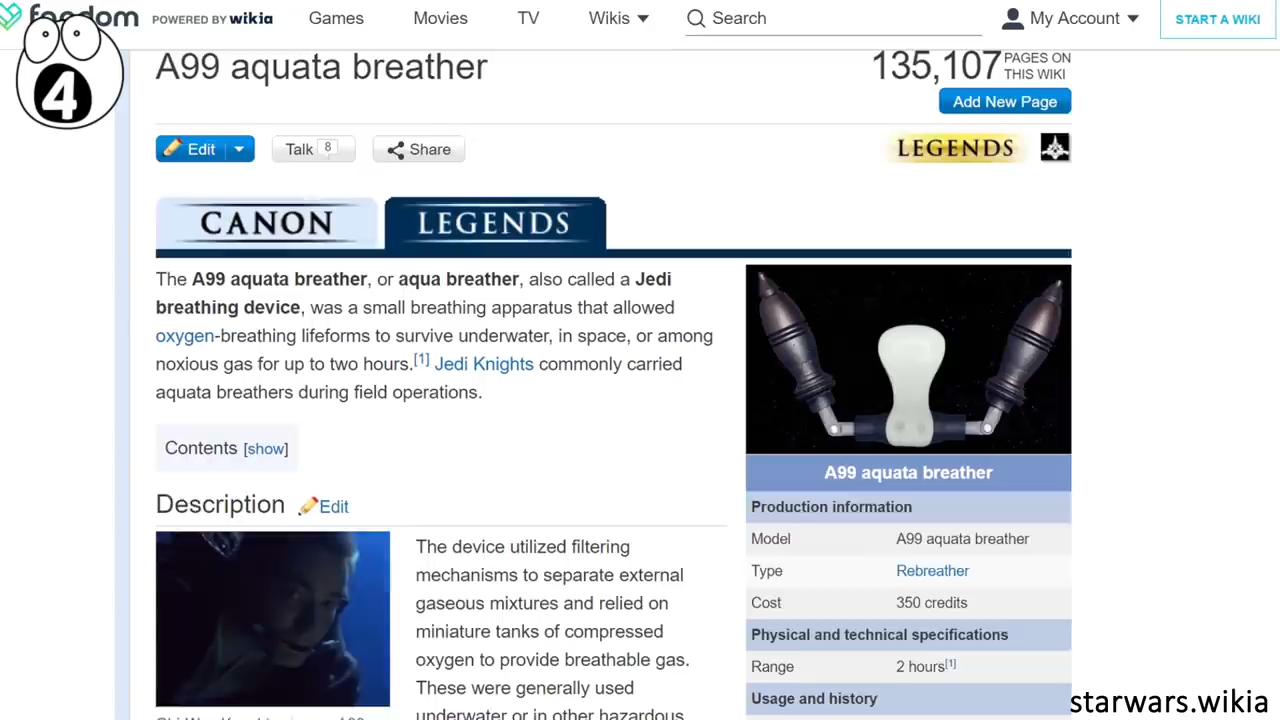 fandom POWERED BY wikia Games Movies TV Wikis Search My Account START A WIKI
4
A99 aquata breather
135,107 PAGES ON THIS WIKI
Add New Page
Edit Talk 8 Share
LEGENDS
CANON LEGENDS
The A99 aquata breather, or aqua breather, also called a Jedi
breathing device, was a small breathing apparatus that allowed
oxygen-breathing lifeforms to survive underwater, in space, or among
noxious gas for up to two hours.[1] Jedi Knights commonly carried
aquata breathers during field operations.
Contents [show]
Description Edit
The device utilized filtering
mechanisms to separate external
gaseous mixtures and relied on
miniature tanks of compressed
oxygen to provide breathable gas.
These were generally used
underwater or in other hazardous
A99 aquata breather
Production information
Model A99 aquata breather
Type Rebreather
Cost 350 credits
Physical and technical specifications
Range 2 hours[1]
Usage and history
starwars.wikia